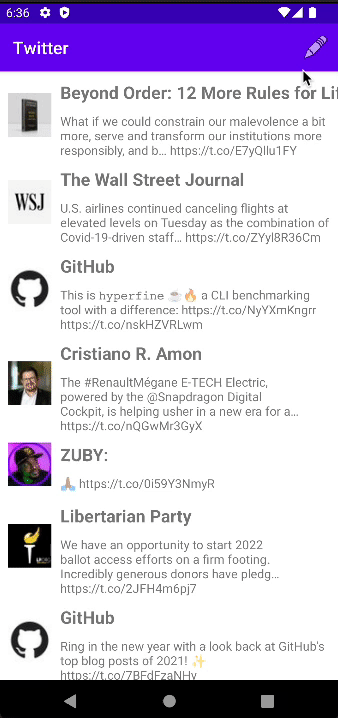 6:36
Twitter
Beyond Order: 12 More Rules for Lif
What if we could constrain our malevolence a bit
more, serve and transform our institutions more
responsibly, and b… https://t.co/E7yQllu1FY
WSJ
The Wall Street Journal
U.S. airlines continued canceling flights at
elevated levels on Tuesday as the combination of
Covid-19-driven staff… https://t.co/ZYyl8R36Cm
GitHub
This is 𝚑𝚢𝚙𝚎𝚛𝚏𝚒𝚗𝚎 ☕🔥 a CLI benchmarking
tool with a difference: https://t.co/NyYXmKngrr
https://t.co/nskHZVRLwm
Cristiano R. Amon
The #RenaultMégane E-TECH Electric,
powered by the @Snapdragon Digital
Cockpit, is helping usher in a new era for a…
https://t.co/nQGwMr3GyX
ZUBY:
🙏🏽 https://t.co/0i59Y3NmyR
Libertarian Party
We have an opportunity to start 2022
ballot access efforts on a firm footing.
Incredibly generous donors have pledg…
https://t.co/2JFH4m6pj7
GitHub
Ring in the new year with a look back at GitHub's
top blog posts of 2021! ✨
https://t.co/7BFdFzaNHv